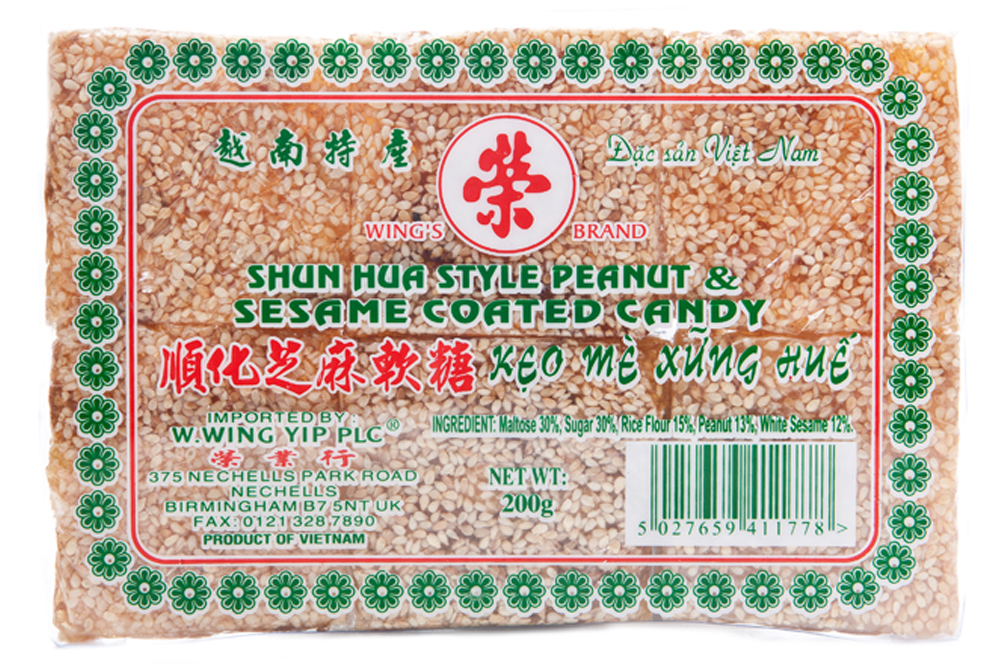 越南特產
榮
Đặc sản Việt Nam
WING'S BRAND
SHUN HUA STYLE PEANUT &
SESAME COATED CANDY
順化芝麻軟糖 KẸO MÈ XỬNG HUẾ
IMPORTED BY:
W.WING YIP PLC®
榮業行
375 NECHELLS PARK ROAD
NECHELLS
BIRMINGHAM B7 5NT UK
FAX: 0121 328 7890
PRODUCT OF VIETNAM
INGREDIENT: Maltose 30%, Sugar 30%, Rice Flour 15%, Peanut 13%, White Sesame 12%.
NET WT:
200g
5 027659 411778 >